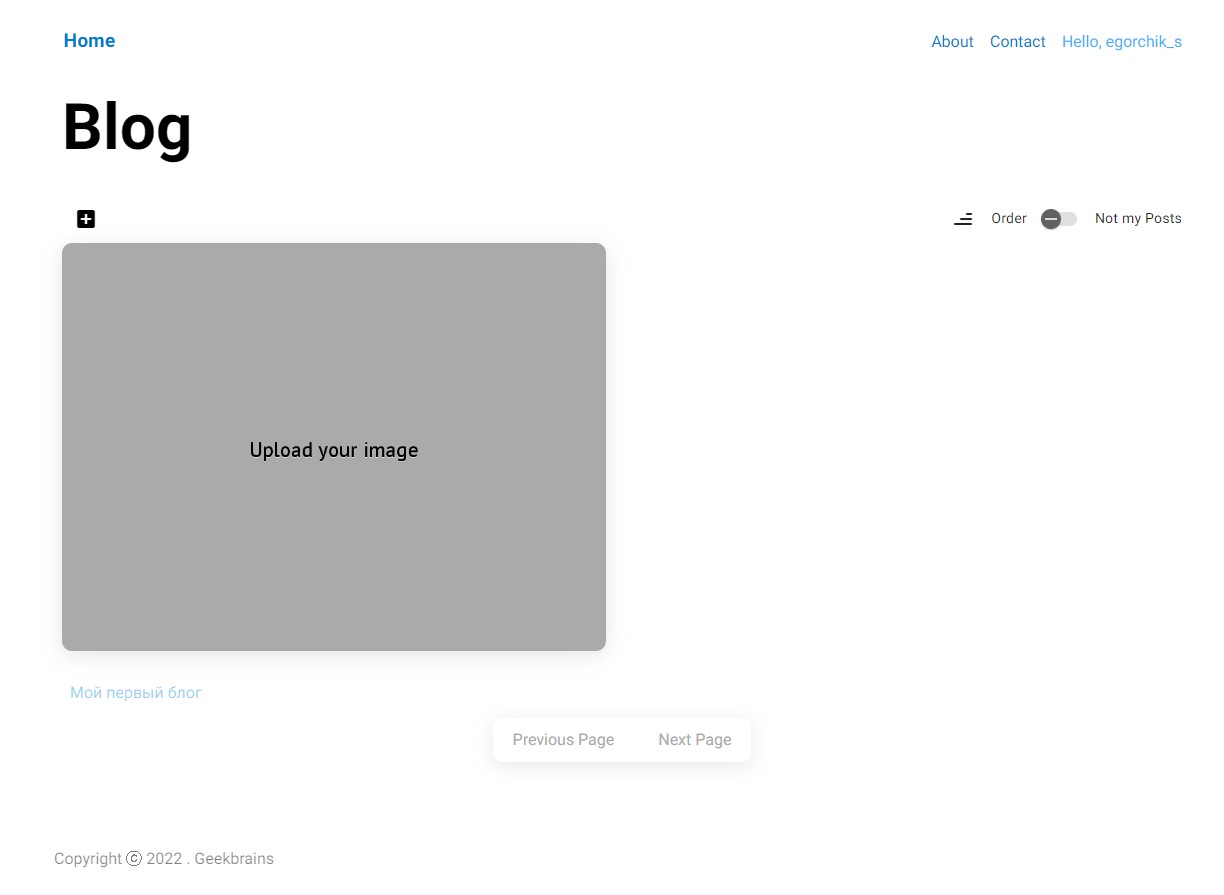 Home About Contact Hello, egorchik_s
Blog
Order Not my Posts
Upload your image
Мой первый блог
Previous Page Next Page
Copyright ⓒ 2022 . Geekbrains